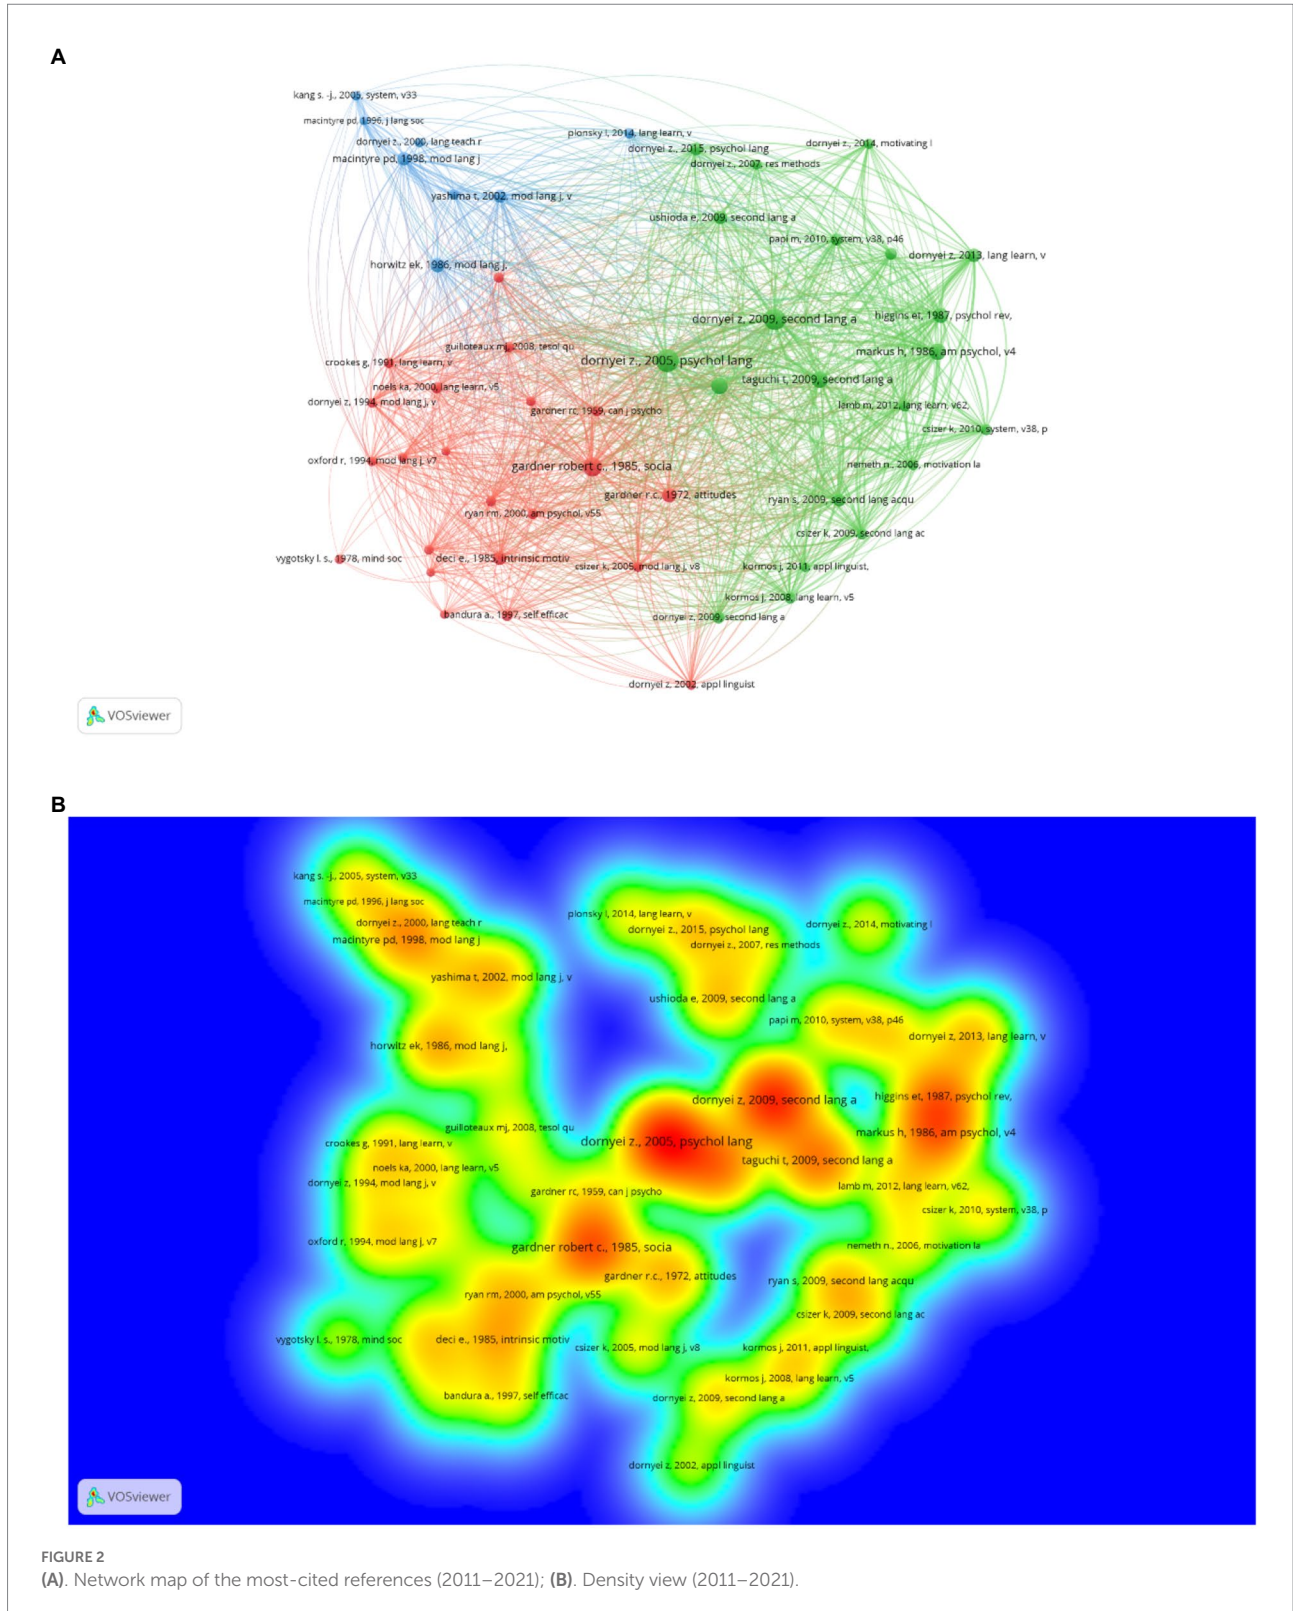 A
kang s. -j., 2005, system, v33
macintyre pd, 1996, j lang soc
dornyei z., 2000, lang teach r
macintyre pd, 1998, mod lang j
plonsky l, 2014, lang learn, v
dornyei z., 2015, psychol lang
dornyei z., 2007, res methods
dornyei z., 2014, motivating l
yashima t, 2002, mod lang j, v
ushioda e, 2009, second lang a
papi m, 2010, system, v38, p46
dornyei z, 2013, lang learn, v
horwitz ek, 1986, mod lang j,
dornyei z, 2009, second lang a
higgins et, 1987, psychol rev,
guilloteaux mj, 2008, tesol qu
markus h, 1986, am psychol, v4
crookes g, 1991, lang learn, v
dornyei z., 2005, psychol lang
taguchi t, 2009, second lang a
noels ka, 2000, lang learn, v5
dornyei z, 1994, mod lang j, v
gardner rc, 1959, can j psycho
lamb m, 2012, lang learn, v62,
csizer k, 2010, system, v38, p
oxford r, 1994, mod lang j, v7
gardner robert c., 1985, socia
nemeth n., 2006, motivation la
gardner r.c., 1972, attitudes
ryan s, 2009, second lang acqu
ryan rm, 2000, am psychol, v55
csizer k, 2009, second lang ac
vygotsky l. s., 1978, mind soc
deci e., 1985, intrinsic motiv
csizer k, 2005, mod lang j, v8
kormos j, 2011, appl linguist,
kormos j, 2008, lang learn, v5
bandura a., 1997, self efficac
dornyei z, 2009, second lang a
dornyei z, 2002, appl linguist
VOSviewer
B
kang s. -j., 2005, system, v33
macintyre pd, 1996, j lang soc
dornyei z., 2000, lang teach r
macintyre pd, 1998, mod lang j
plonsky l, 2014, lang learn, v
dornyei z., 2015, psychol lang
dornyei z., 2007, res methods
dornyei z., 2014, motivating l
yashima t, 2002, mod lang j, v
ushioda e, 2009, second lang a
papi m, 2010, system, v38, p46
dornyei z, 2013, lang learn, v
horwitz ek, 1986, mod lang j,
dornyei z, 2009, second lang a
higgins et, 1987, psychol rev,
guilloteaux mj, 2008, tesol qu
markus h, 1986, am psychol, v4
crookes g, 1991, lang learn, v
dornyei z., 2005, psychol lang
taguchi t, 2009, second lang a
noels ka, 2000, lang learn, v5
dornyei z, 1994, mod lang j, v
gardner rc, 1959, can j psycho
lamb m, 2012, lang learn, v62,
csizer k, 2010, system, v38, p
oxford r, 1994, mod lang j, v7
gardner robert c., 1985, socia
nemeth n., 2006, motivation la
gardner r.c., 1972, attitudes
ryan s, 2009, second lang acqu
ryan rm, 2000, am psychol, v55
csizer k, 2009, second lang ac
vygotsky l. s., 1978, mind soc
deci e., 1985, intrinsic motiv
csizer k, 2005, mod lang j, v8
kormos j, 2011, appl linguist,
kormos j, 2008, lang learn, v5
bandura a., 1997, self efficac
dornyei z, 2009, second lang a
dornyei z, 2002, appl linguist
VOSviewer
FIGURE 2
(A). Network map of the most-cited references (2011–2021); (B). Density view (2011–2021).